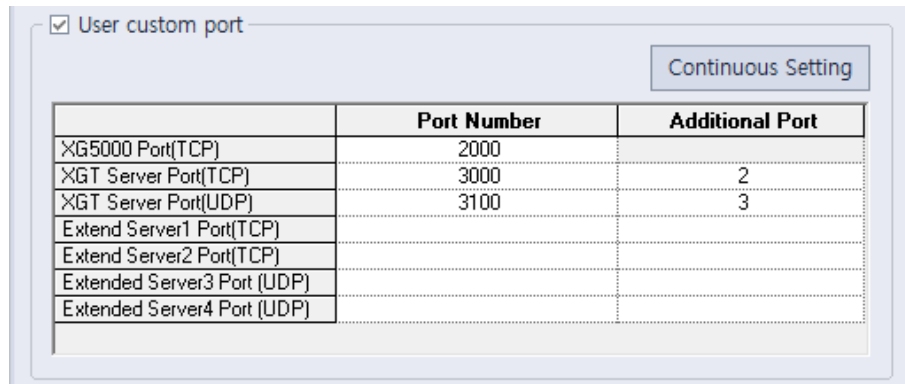 User custom port
Continuous Setting
Port Number Additional Port
XG5000 Port(TCP) 2000
XGT Server Port(TCP) 3000 2
XGT Server Port(UDP) 3100 3
Extend Server1 Port(TCP)
Extend Server2 Port(TCP)
Extended Server3 Port (UDP)
Extended Server4 Port (UDP)